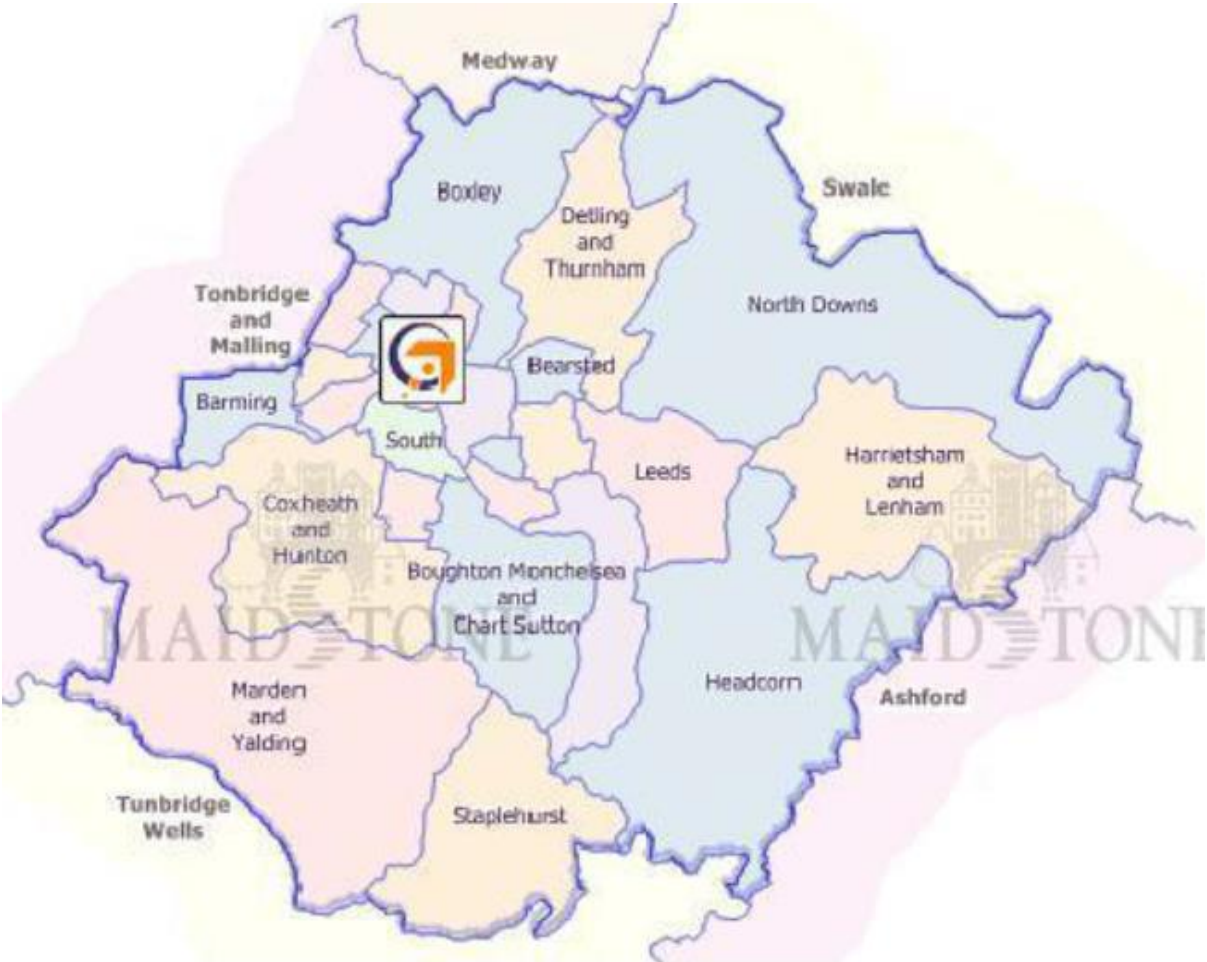 Medway
Boxley
Swale
Detling
and
Thurnham
Tonbridge
and
Malling
North Downs
Bearsted
Barming
South
Leeds
Harrietsham
and
Lenham
Coxheath
and
Hunton
Boughton Monchelsea
and
Chart Sutton
MAIDSTONE
MAIDSTONE
Headcorn
Ashford
Marden
and
Yalding
Tunbridge
Wells
Staplehurst